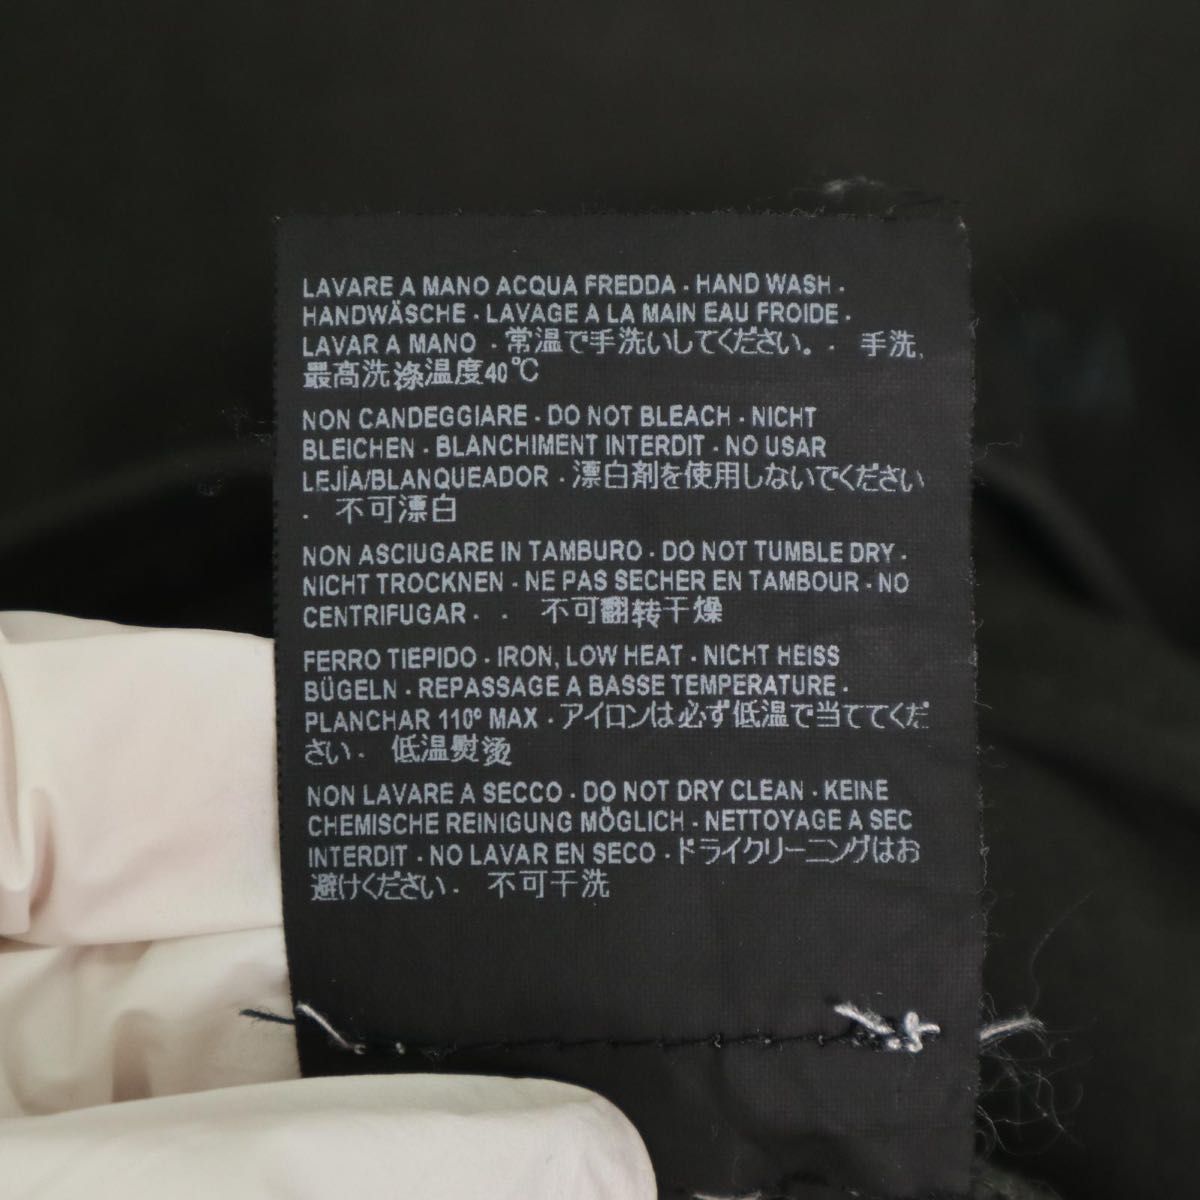 LAVARE A MANO ACQUA FREDDA - HAND WASH -
HANDWÄSCHE - LAVAGE A LA MAIN EAU FROIDE -
LAVAR A MANO - 常温で手洗いしてください。- 手洗,
最高洗涤温度40℃
NON CANDEGGIARE - DO NOT BLEACH - NICHT
BLEICHEN - BLANCHIMENT INTERDIT - NO USAR
LEJÍA/BLANQUEADOR - 漂白剤を使用しないでください
- 不可漂白
NON ASCIUGARE IN TAMBURO - DO NOT TUMBLE DRY -
NICHT TROCKNEN - NE PAS SECHER EN TAMBOUR - NO
CENTRIFUGAR - - 不可翻转干燥
FERRO TIEPIDO - IRON, LOW HEAT - NICHT HEISS
BÜGELN - REPASSAGE A BASSE TEMPERATURE -
PLANCHAR 110º MAX - アイロンは必ず低温で当ててくだ
さい - 低温熨烫
NON LAVARE A SECCO - DO NOT DRY CLEAN - KEINE
CHEMISCHE REINIGUNG MÖGLICH - NETTOYAGE A SEC
INTERDIT - NO LAVAR EN SECO - ドライクリーニングはお
避けください - 不可干洗